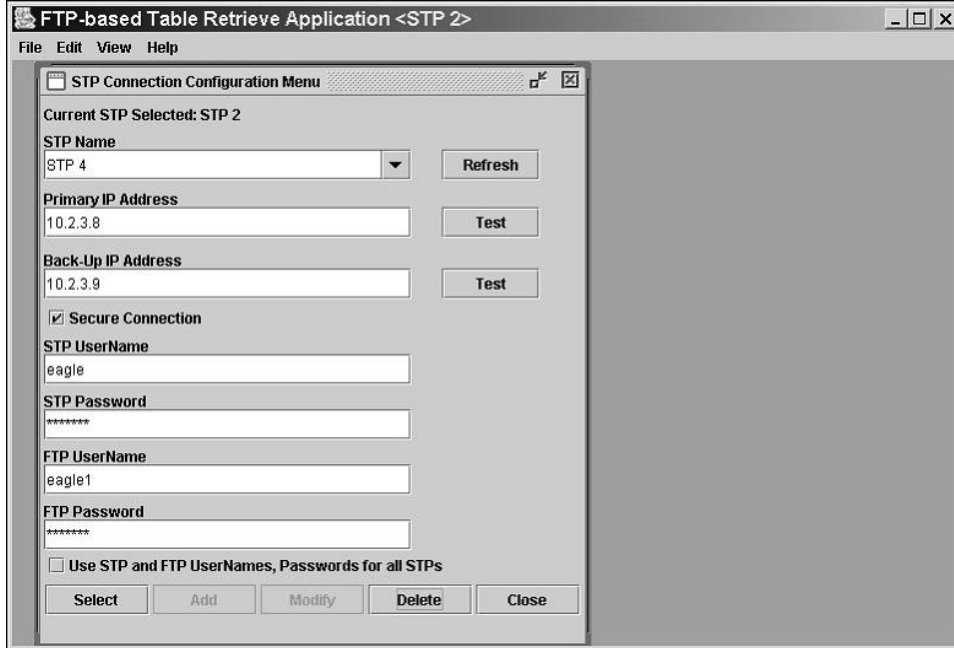 FTP-based Table Retrieve Application <STP 2>
File Edit View Help
STP Connection Configuration Menu
Current STP Selected: STP 2
STP Name
STP 4
Refresh
Primary IP Address
10.2.3.8
Test
Back-Up IP Address
10.2.3.9
Test
Secure Connection
STP UserName
eagle
STP Password
*******
FTP UserName
eagle1
FTP Password
*******
Use STP and FTP UserNames, Passwords for all STPs
Select Add Modify Delete Close